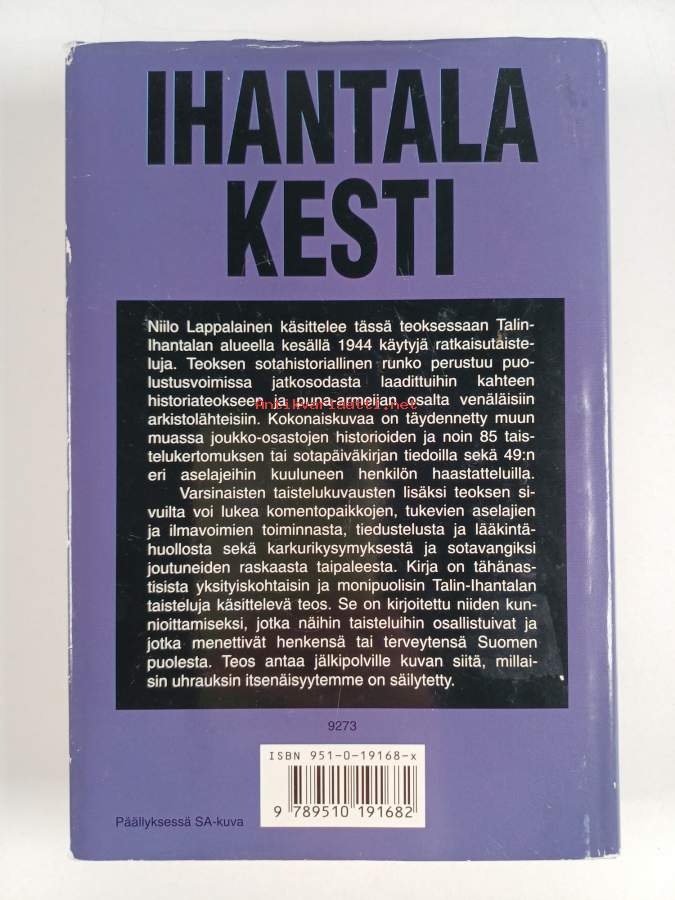 IHANTALA
KESTI
Niilo Lappalainen käsittelee tässä teoksessaan Talin-
Ihantalan alueella kesällä 1944 käytyjä ratkaisutaiste-
luja. Teoksen sotahistoriallinen runko perustuu puo-
lustusvoimissa jatkosodasta laadittuihin kahteen
historiateokseen ja puna-armeijan osalta venäläisiin
Antikvariaatti.net
arkistolähteisiin. Kokonaiskuvaa on täydennetty muun
muassa joukko-osastojen historioiden ja noin 85 tais-
telukertomuksen tai sotapäiväkirjan tiedoilla sekä 49:n
eri aselajeihin kuuluneen henkilön haastatteluilla.
Varsinaisten taistelukuvausten lisäksi teoksen si-
vuilta voi lukea komentopaikkojen, tukevien aselajien
ja ilmavoimien toiminnasta, tiedustelusta ja lääkintä-
huollosta sekä karkurikysymyksestä ja sotavangiksi
joutuneiden raskaasta taipaleesta. Kirja on tähänas-
tisista yksityiskohtaisin ja monipuolisin Talin-Ihantalan
taisteluja käsittelevä teos. Se on kirjoitettu niiden kun-
nioittamiseksi, jotka näihin taisteluihin osallistuivat ja
jotka menettivät henkensä tai terveytensä Suomen
puolesta. Teos antaa jälkipolville kuvan siitä, millai-
sin uhrauksin itsenäisyytemme on säilytetty.
9273
ISBN 951-0-19168-x
9 789510 191682
Päällyksessä SA-kuva